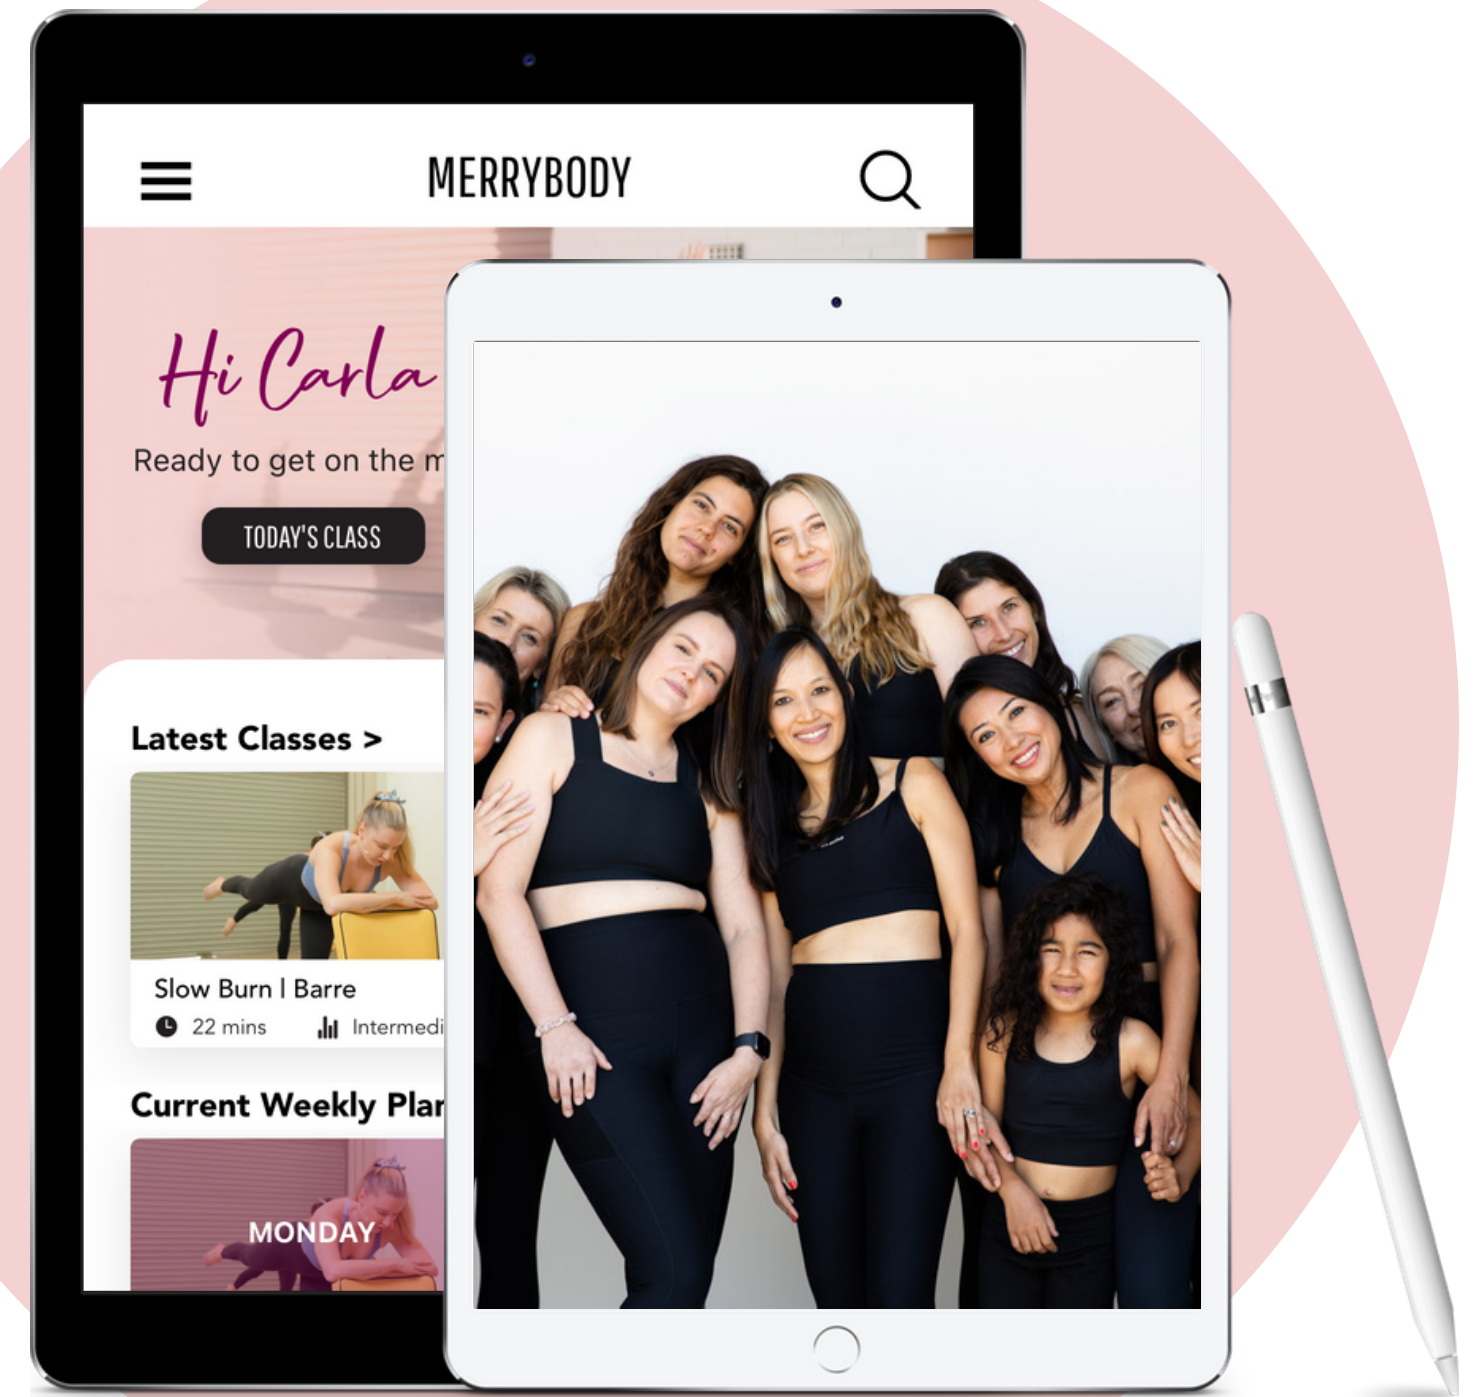 MERRYBODY
Hi Carla
Ready to get on the
TODAY'S CLASS
Latest Classes >
Slow Burn | Barre
22 mins
Current Weekly
MONDAY